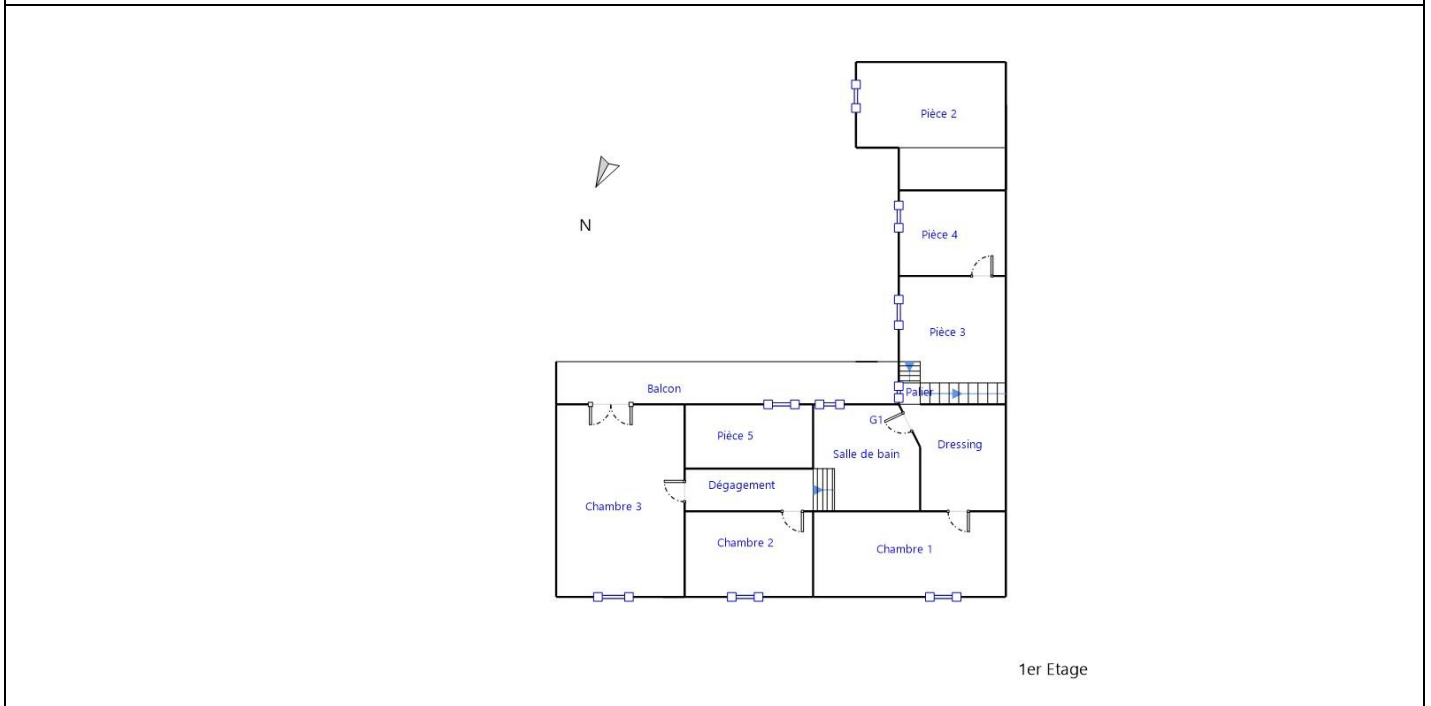 Pièce 2
N
Pièce 4
Pièce 3
Balcon
Palier
G1
Pièce 5
Salle de bain
Dressing
Dégagement
Chambre 3
Chambre 2
Chambre 1
1er Etage